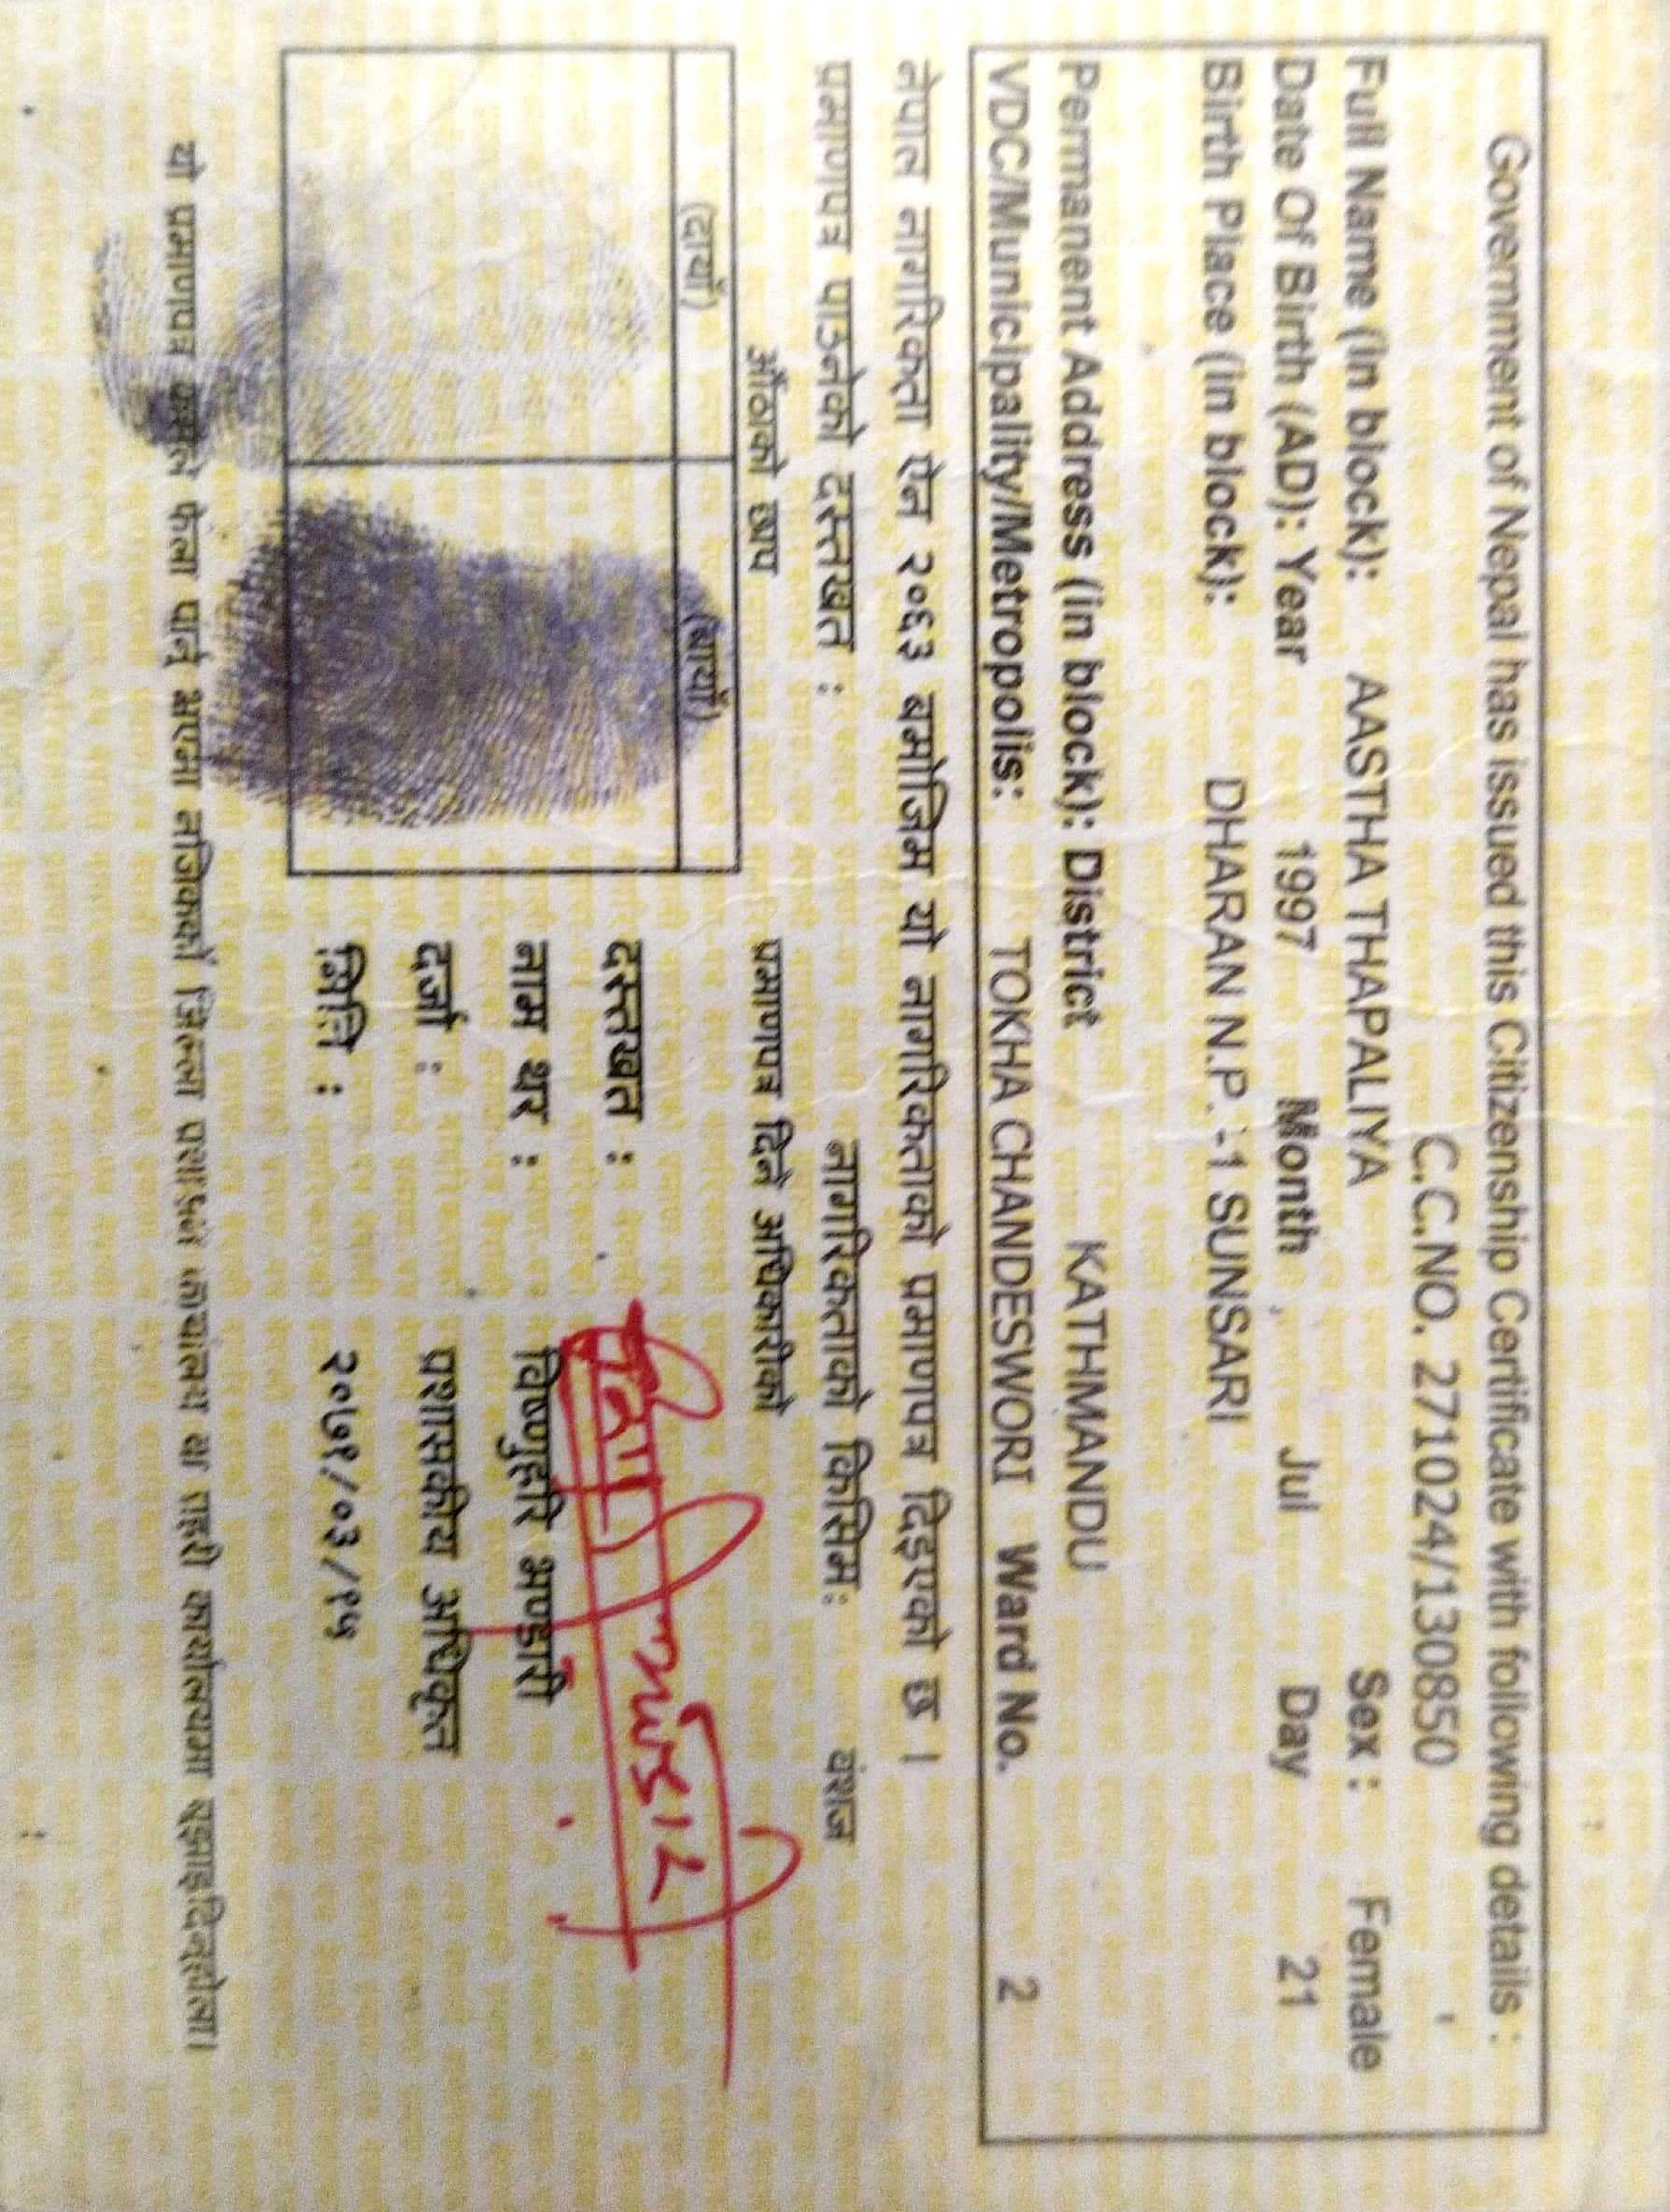 Government of Nepal has issued this Citizenship Certificate with following details :
C.C.NO. 271024/130850
Full Name (in block): AASTHA THAPALIYA Sex : Female
Date Of Birth (AD): Year 1997 Month Jul Day 21
Birth Place (in block): DHARAN N.P. -1 SUNSARI
Permanent Address (in block): District KATHMANDU
VDC/Municipality/Metropolis: TOKHA CHANDESWORI Ward No. 2
नेपाल नागरिकता ऐन २०६३ बमोजिम यो नागरिकताको प्रमाणपत्र दिइएको छ ।
प्रमाणपत्र पाउनेको दस्तखत : नागरिकताको किसिम: वंशज
औंठाको छाप प्रमाणपत्र दिने अधिकारीको
(दायाँ) (बायाँ)
दस्तखत :
नाम थर : विष्णुहरि भण्डारी
दर्जा : प्रशासकीय अधिकृत
मिति : २०७१/०३/१५
यो प्रमाणपत्र कसैले फेला पार्नु भएमा नजिकको जिल्ला प्रशासन कार्यालय वा प्रहरी कार्यालयमा बुझाइदिनुहोला।